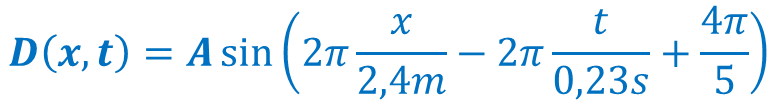 D(x, t) = A sin(2π x/2,4m − 2π t/0,23s + 4π/5)